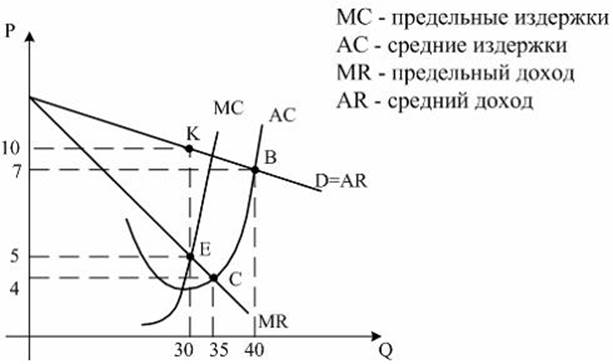 MC - предельные издержки
AC - средние издержки
MR - предельный доход
AR - средний доход
P
MC
AC
K
10
B
7
D=AR
E
5
C
4
MR
30
35
40
Q